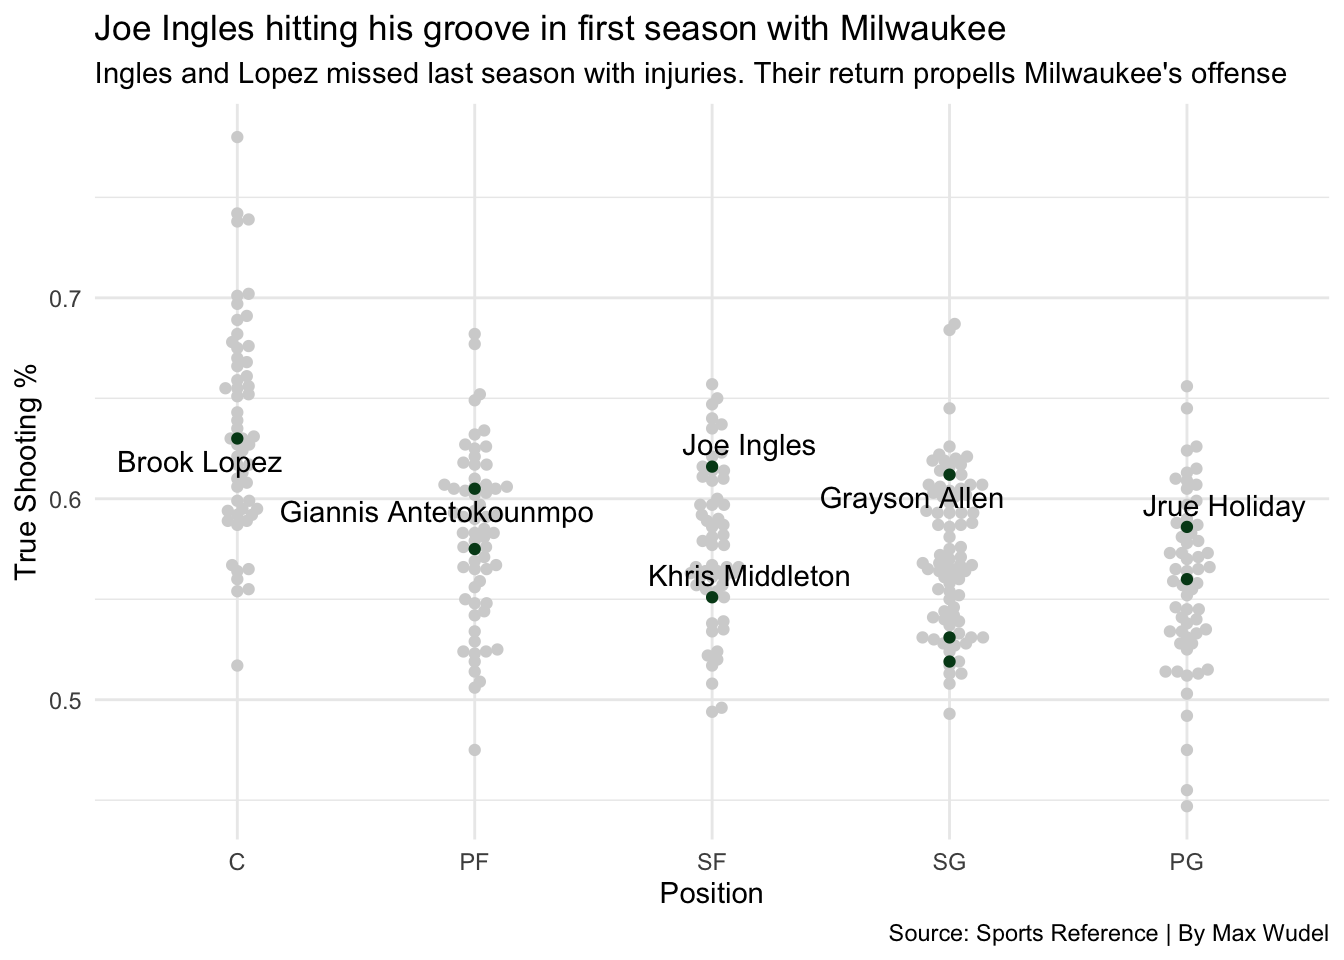 Joe Ingles hitting his groove in first season with Milwaukee
Ingles and Lopez missed last season with injuries. Their return propells Milwaukee's offense
True Shooting %
0.7
0.6
0.5
Joe Ingles
Brook Lopez
Grayson Allen
Jrue Holiday
Giannis Antetokounmpo
Khris Middleton
C PF SF SG PG
Position
Source: Sports Reference | By Max Wudel